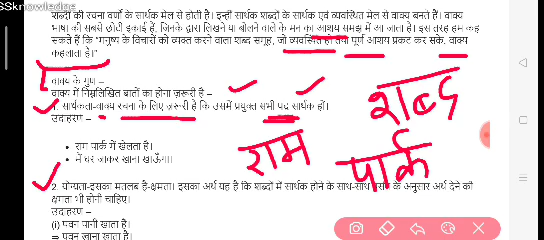 SSknowledge
शब्दों की रचना वर्णों के सार्थक मेल से होती है। इन्हीं सार्थक शब्दों के सार्थक एवं व्यवस्थित मेल से वाक्य बनते हैं। वाक्य
भाषा की सबसे छोटी इकाई है, जिनके द्वारा लिखने या बोलने वाले के मन का आशय समझ में आ जाता है। इस तरह हम कह
सकते हैं कि "मनुष्य के विचारों को व्यक्त करने वाला शब्द समूह, जो व्यवस्थित हो तथा पूर्ण आशय प्रकट कर सके, वाक्य
कहलाता है।"
वाक्य के गुण –
वाक्य में निम्नलिखित बातों का होना ज़रूरी है –
1. सार्थकता-वाक्य रचना के लिए ज़रूरी है कि उसमें प्रयुक्त सभी पद सार्थक हों।
उदाहरण –
शब्द
राम पार्क में खेलता है।
मैं घर जाकर खाना खाऊँगा।
राम
पार्क
2. योग्यता-इसका मतलब है-क्षमता। इसका अर्थ यह है कि शब्दों में सार्थक होने के साथ-साथ के अनुसार अर्थ देने की
क्षमता भी होनी चाहिए।
उदाहरण –
(i) पवन पानी खाता है।
⇒ पवन खाना खाता है।